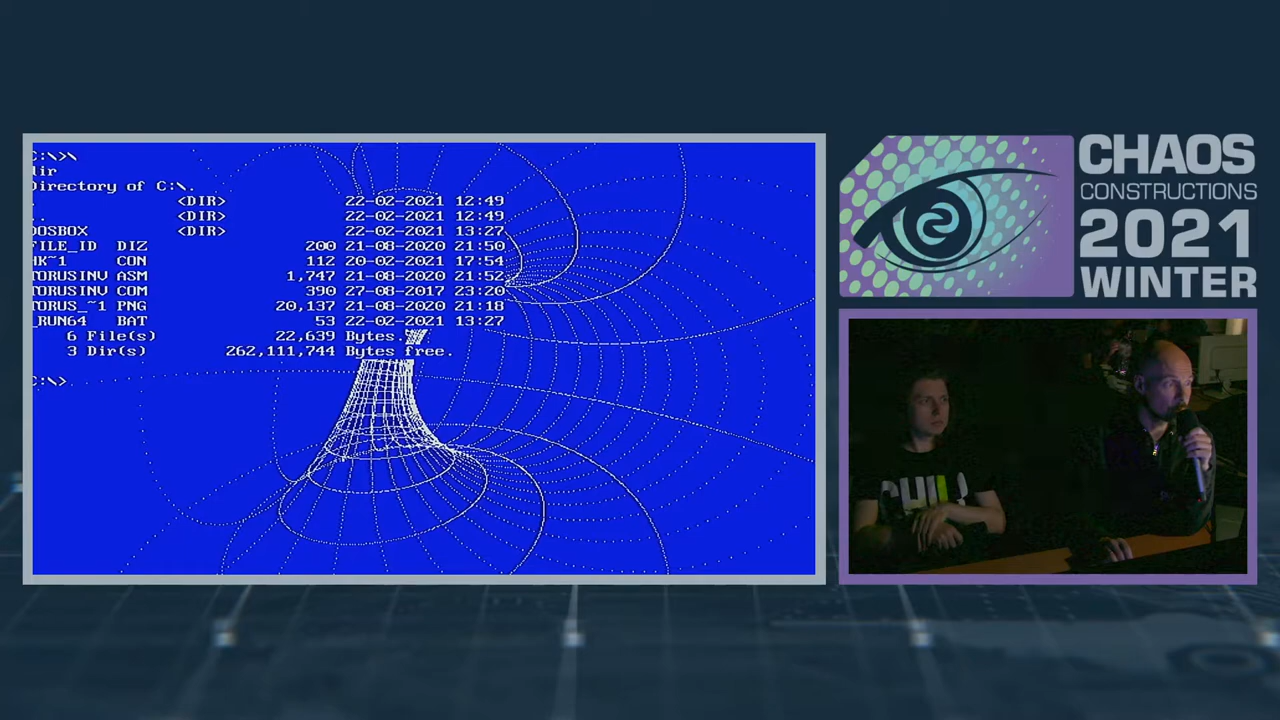 C:\>\
dir
Directory of C:\.
. <DIR> 22-02-2021 12:49
.. <DIR> 22-02-2021 12:49
DOSBOX <DIR> 22-02-2021 13:27
FILE_ID DIZ 200 21-08-2020 21:50
CON 112 20-02-2021 17:54
TORUSINV ASM 1,747 21-08-2020 21:52
TORUSINV COM 390 27-08-2017 23:20
TORUS_~1 PNG 20,137 21-08-2020 21:18
_RUN64 BAT 53 22-02-2021 13:27
6 File(s) 22,639 Bytes.
3 Dir(s) 262,111,744 Bytes free.
C:\>
CHAOS
CONSTRUCTIONS
2021
WINTER